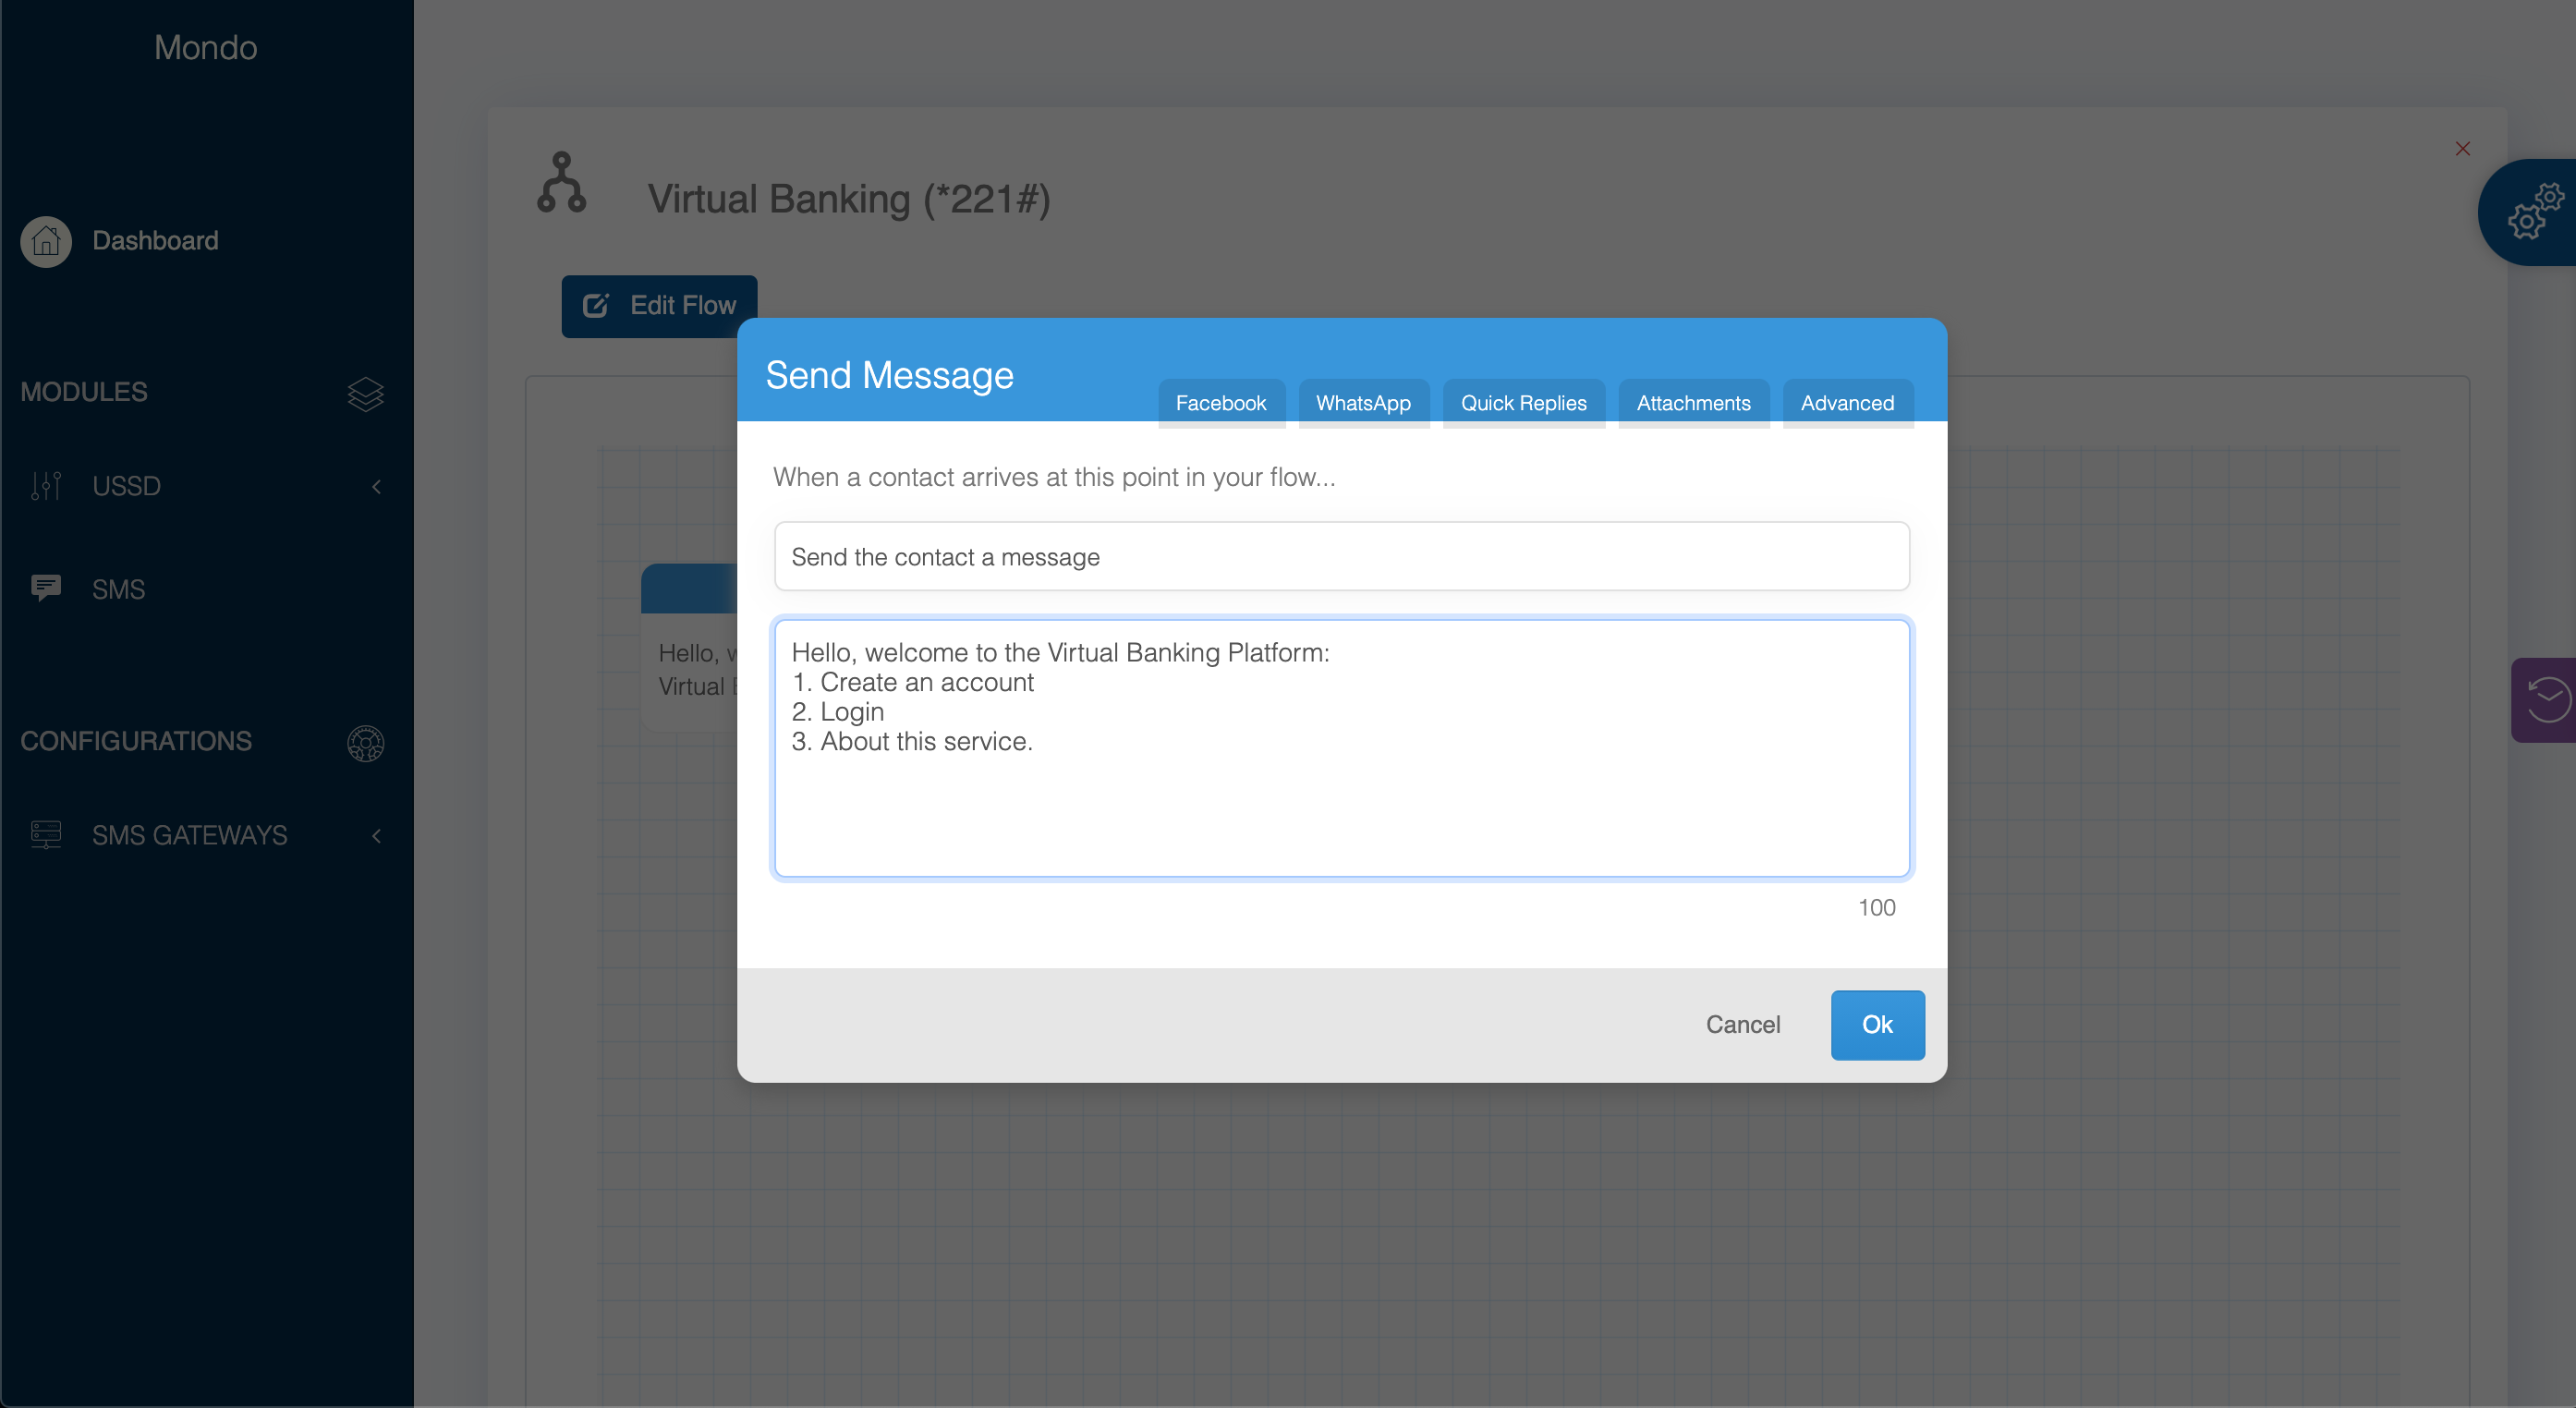 Mondo
Dashboard
MODULES
USSD
SMS
CONFIGURATIONS
SMS GATEWAYS
Virtual Banking (*221#)
Edit Flow
Hello,
Virtual
Send Message
Facebook
WhatsApp
Quick Replies
Attachments
Advanced
When a contact arrives at this point in your flow...
Send the contact a message
Hello, welcome to the Virtual Banking Platform:
1. Create an account
2. Login
3. About this service.
100
Cancel
Ok